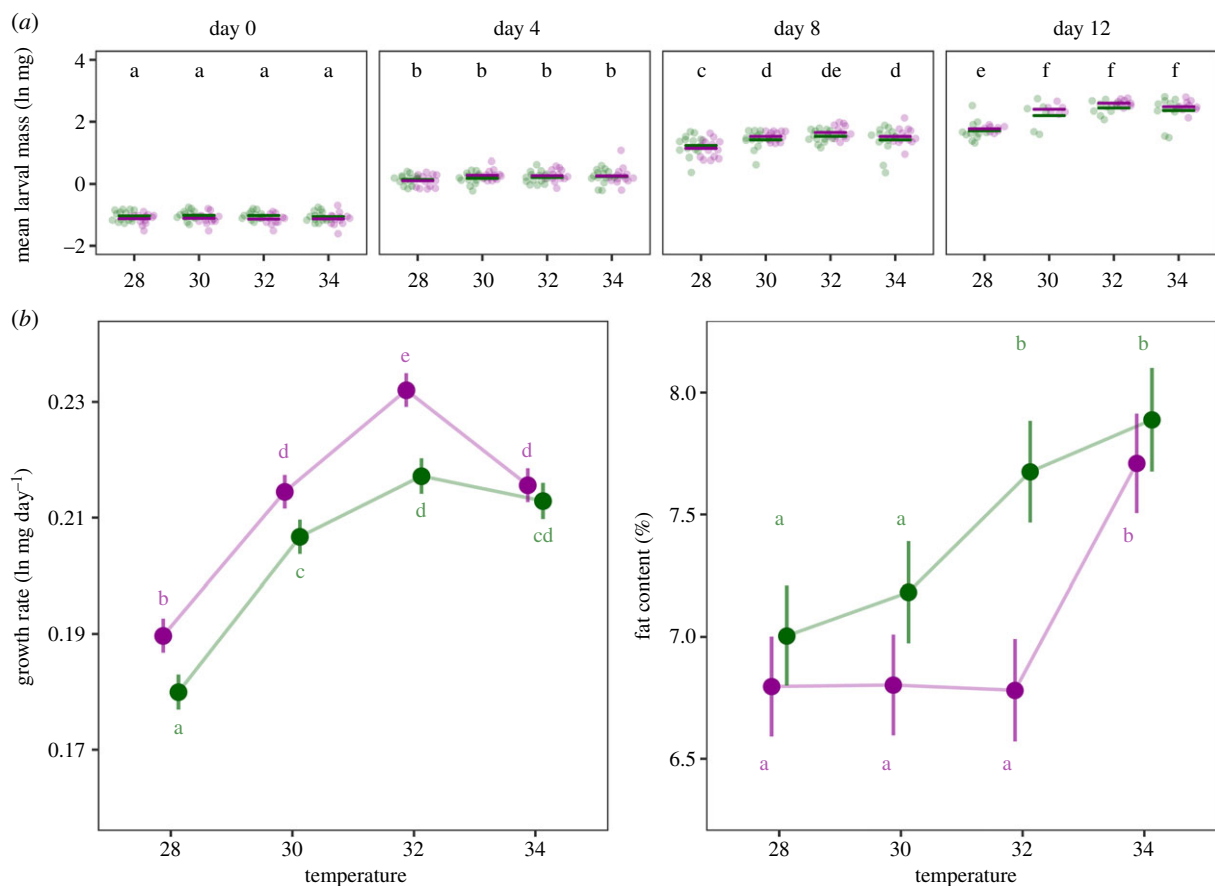 (a)
day 0 day 4 day 8 day 12
mean larval mass (ln mg)
4
2
0
−2
a a a a b b b b c d de d e f f f
28 30 32 34 28 30 32 34 28 30 32 34 28 30 32 34
(b)
growth rate (ln mg day−1)
0.23
0.21
0.19
0.17
e
d d
b
d
cd
c
a
28 30 32 34
temperature
fat content (%)
8.0
7.5
7.0
6.5
b b
a a
b
a a a
28 30 32 34
temperature